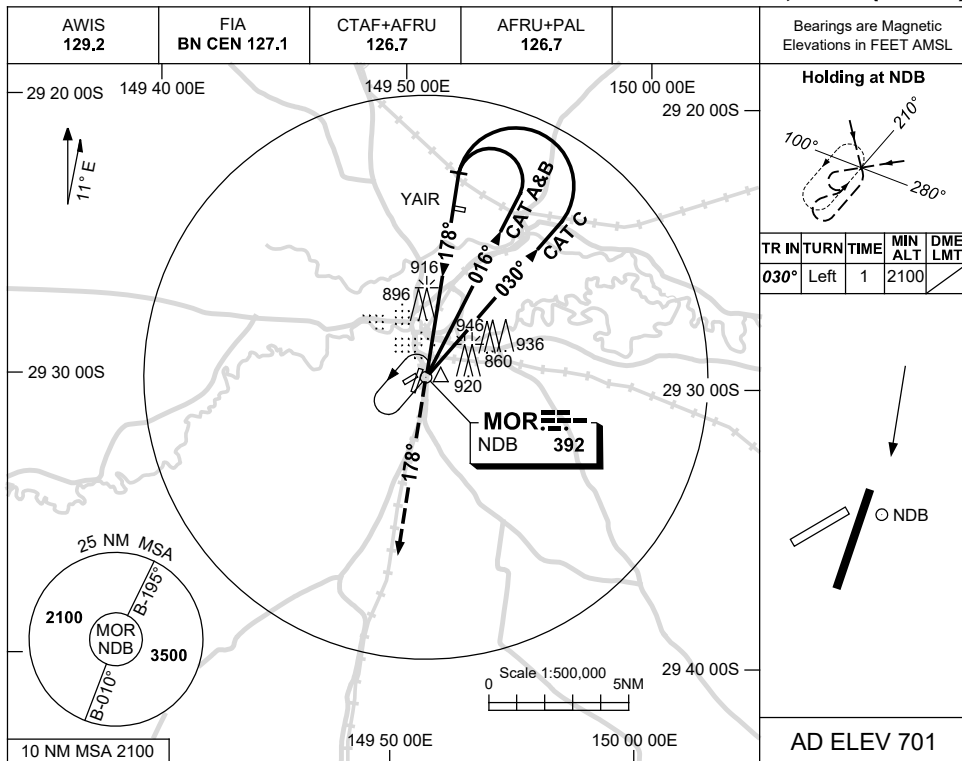 AWIS
129.2
FIA
BN CEN 127.1
CTAF+AFRU
126.7
AFRU+PAL
126.7
Bearings are Magnetic
Elevations in FEET AMSL
29 20 00S
149 40 00E
149 50 00E
150 00 00E
29 20 00S
Holding at NDB
210°
100°
280°
TR IN
TURN
TIME
MIN ALT
DME LMT
030°
Left
1
2100
11° E
YAIR
CAT A&B
CAT C
178°
016°
030°
916
896
946
936
860
920
29 30 00S
29 30 00S
MOR
NDB 392
178°
NDB
25 NM MSA
B-195°
2100
MOR
NDB
3500
B-010°
Scale 1:500,000
0
5NM
29 40 00S
10 NM MSA 2100
149 50 00E
150 00 00E
AD ELEV 701